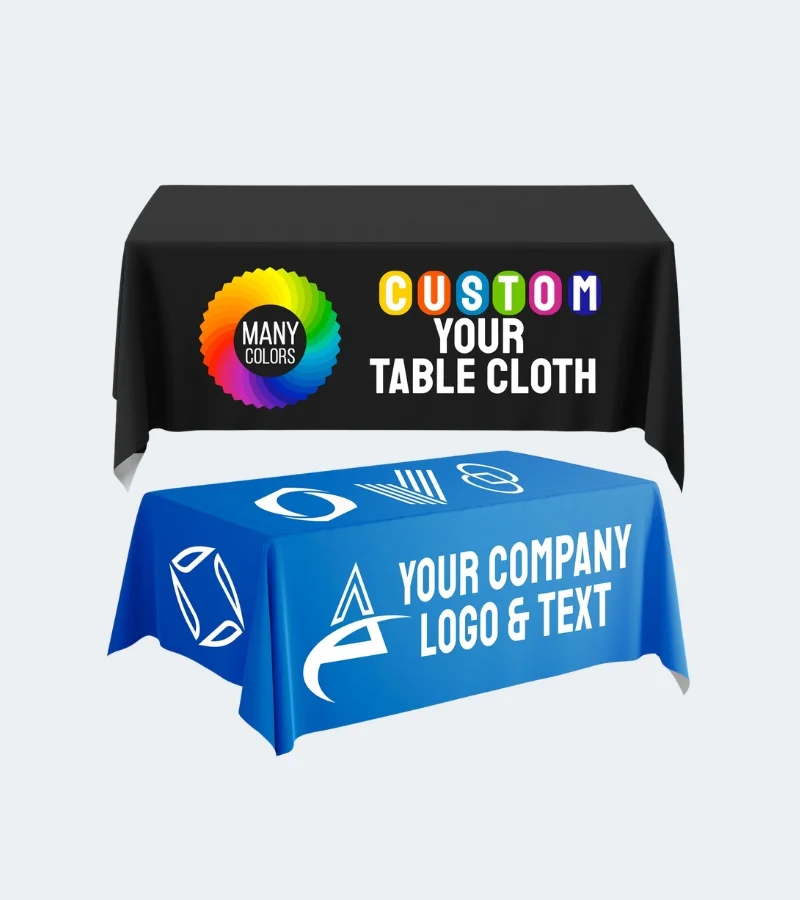 MANY
COLORS
CUSTOM
YOUR
TABLE CLOTH
YOUR COMPANY
LOGO & TEXT